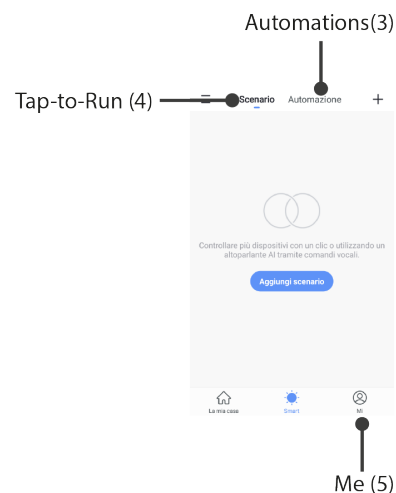 Automations(3)
Tap-to-Run (4)
Scenario Automazione
Controllare più dispositivi con un clic o utilizzando un
altoparlante AI tramite comandi vocali.
Aggiungi scenario
La mia casa Smart Mi
Me (5)